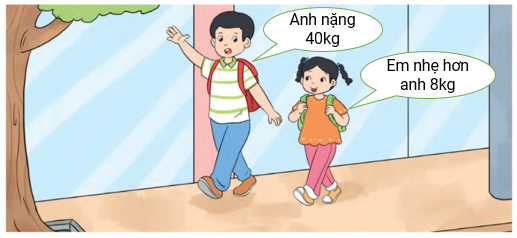 Anh nặng
40kg
Em nhẹ hơn
anh 8kg